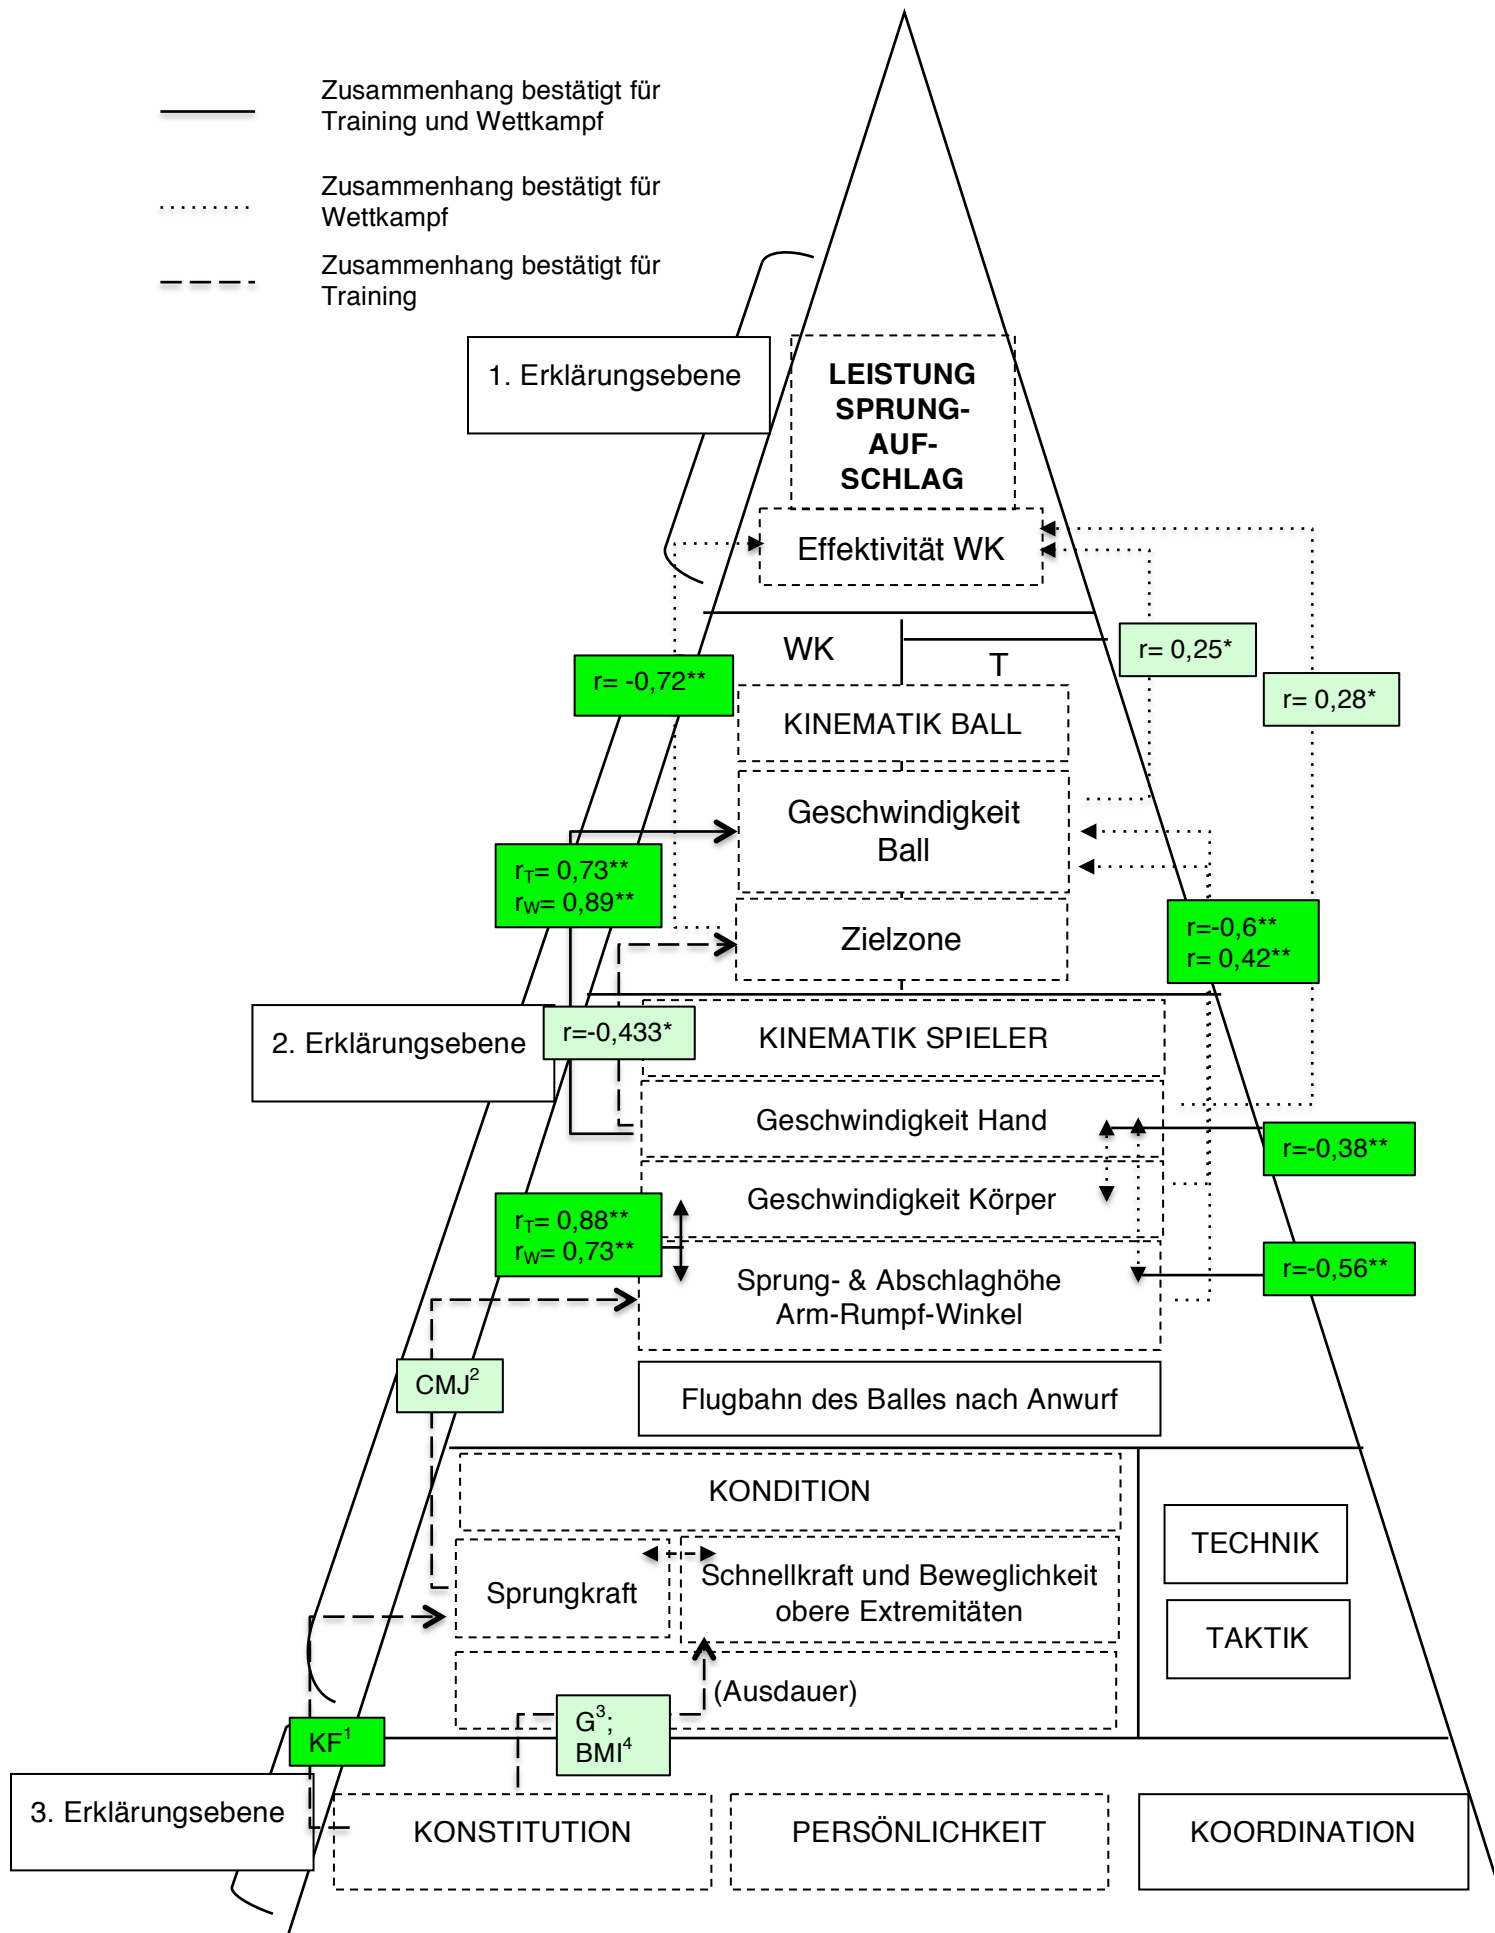 Zusammenhang bestätigt für
Training und Wettkampf
Zusammenhang bestätigt für
Wettkampf
Zusammenhang bestätigt für
Training
1. Erklärungsebene
LEISTUNG
SPRUNG-
AUF-
SCHLAG
Effektivität WK
WK
T
r= 0,25*
r= -0,72**
r= 0,28*
KINEMATIK BALL
Geschwindigkeit
Ball
rT= 0,73**
rW= 0,89**
Zielzone
r=-0,6**
r= 0,42**
2. Erklärungsebene
r=-0,433*
KINEMATIK SPIELER
Geschwindigkeit Hand
r=-0,38**
Geschwindigkeit Körper
rT= 0,88**
rW= 0,73**
Sprung- & Abschlaghöhe
Arm-Rumpf-Winkel
r=-0,56**
CMJ²
Flugbahn des Balles nach Anwurf
KONDITION
TECHNIK
Sprungkraft
Schnellkraft und Beweglichkeit
obere Extremitäten
TAKTIK
(Ausdauer)
KF¹
G³;
BMI⁴
3. Erklärungsebene
KONSTITUTION
PERSÖNLICHKEIT
KOORDINATION